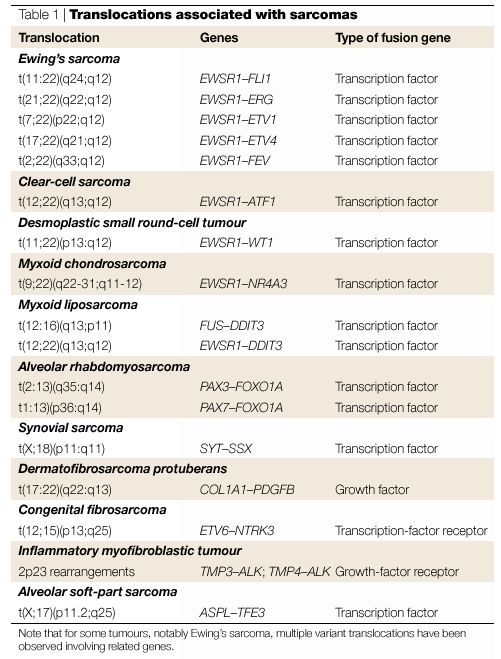 Table 1 | Translocations associated with sarcomas
Translocation Genes Type of fusion gene
Ewing's sarcoma
t(11:22)(q24;q12) EWSR1–FLI1 Transcription factor
t(21;22)(q22;q12) EWSR1–ERG Transcription factor
t(7;22)(p22;q12) EWSR1–ETV1 Transcription factor
t(17;22)(q21;q12) EWSR1–ETV4 Transcription factor
t(2;22)(q33;q12) EWSR1–FEV Transcription factor
Clear-cell sarcoma
t(12;22)(q13;q12) EWSR1–ATF1 Transcription factor
Desmoplastic small round-cell tumour
t(11;22)(p13:q12) EWSR1–WT1 Transcription factor
Myxoid chondrosarcoma
t(9;22)(q22-31;q11-12) EWSR1–NR4A3 Transcription factor
Myxoid liposarcoma
t(12:16)(q13;p11) FUS–DDIT3 Transcription factor
t(12;22)(q13;q12) EWSR1–DDIT3 Transcription factor
Alveolar rhabdomyosarcoma
t(2:13)(q35:q14) PAX3–FOXO1A Transcription factor
t1:13)(p36:q14) PAX7–FOXO1A Transcription factor
Synovial sarcoma
t(X;18)(p11:q11) SYT–SSX Transcription factor
Dermatofibrosarcoma protuberans
t(17:22)(q22:q13) COL1A1–PDGFB Growth factor
Congenital fibrosarcoma
t(12;15)(p13;q25) ETV6–NTRK3 Transcription-factor receptor
Inflammatory myofibroblastic tumour
2p23 rearrangements TMP3–ALK; TMP4–ALK Growth-factor receptor
Alveolar soft-part sarcoma
t(X;17)(p11.2;q25) ASPL–TFE3 Transcription factor
Note that for some tumours, notably Ewing's sarcoma, multiple variant translocations have been
observed involving related genes.